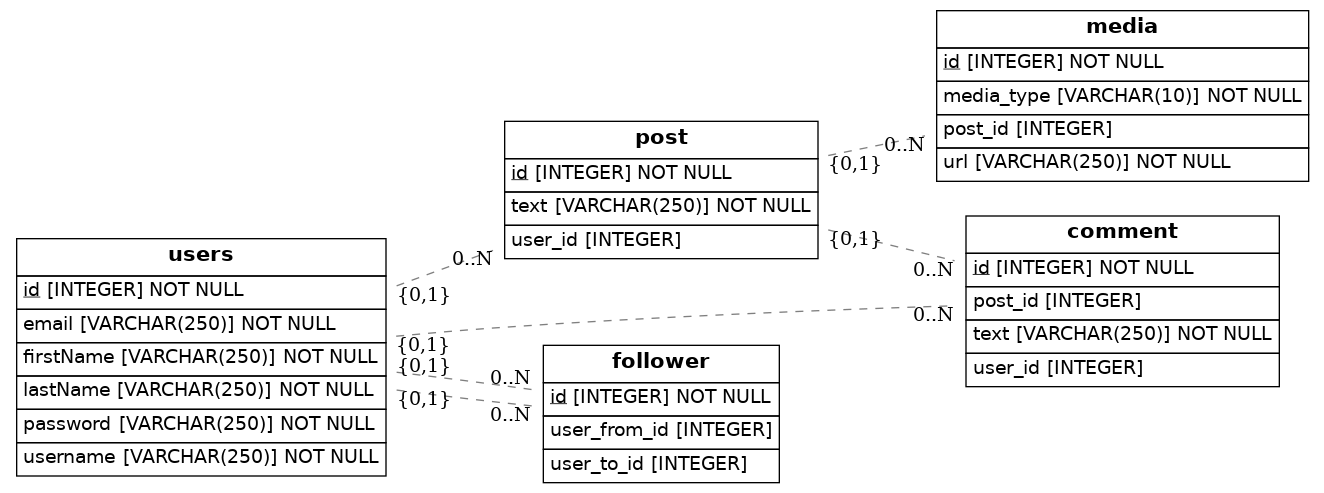 media
id [INTEGER] NOT NULL
media_type [VARCHAR(10)] NOT NULL
post_id [INTEGER]
url [VARCHAR(250)] NOT NULL
post
id [INTEGER] NOT NULL
text [VARCHAR(250)] NOT NULL
user_id [INTEGER]
0..N
{0,1}
comment
id [INTEGER] NOT NULL
post_id [INTEGER]
text [VARCHAR(250)] NOT NULL
user_id [INTEGER]
{0,1}
0..N
0..N
users
id [INTEGER] NOT NULL
email [VARCHAR(250)] NOT NULL
firstName [VARCHAR(250)] NOT NULL
lastName [VARCHAR(250)] NOT NULL
password [VARCHAR(250)] NOT NULL
username [VARCHAR(250)] NOT NULL
0..N
{0,1}
{0,1}
{0,1}
0..N
{0,1}
0..N
follower
id [INTEGER] NOT NULL
user_from_id [INTEGER]
user_to_id [INTEGER]